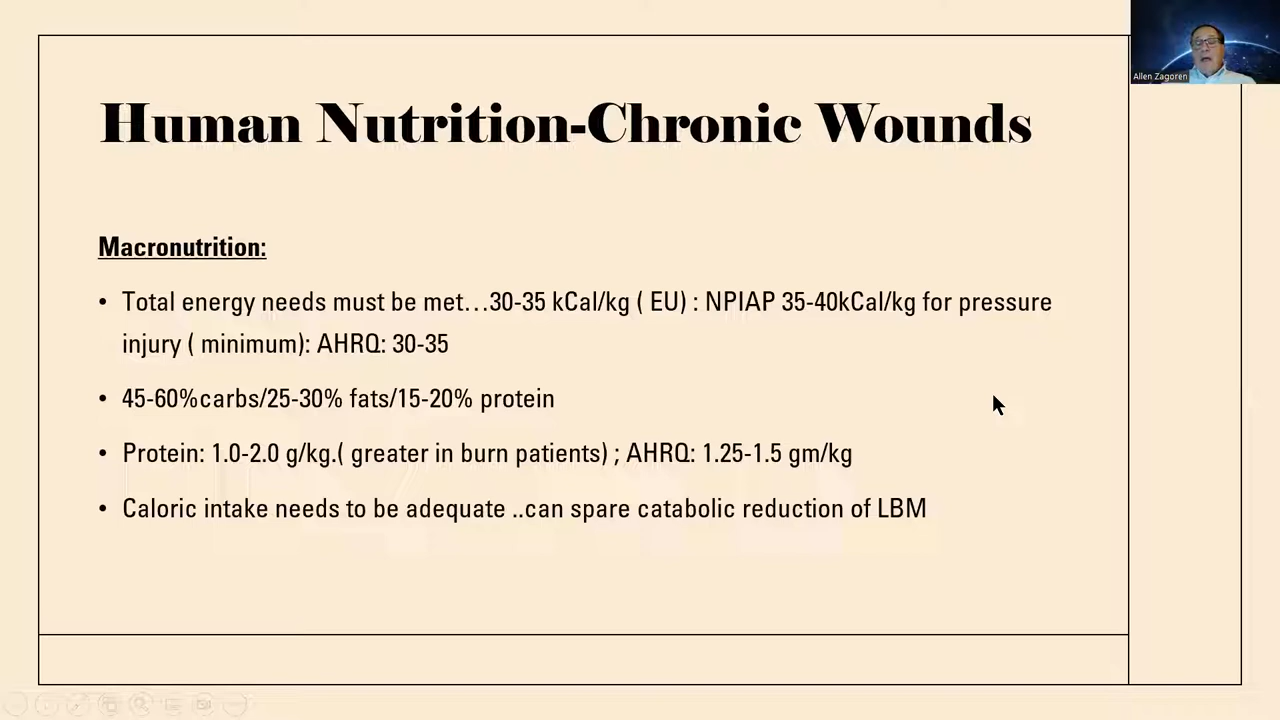 Allen Zagoren
Human Nutrition-Chronic Wounds
Macronutrition:
• Total energy needs must be met...30-35 kCal/kg ( EU) : NPIAP 35-40kCal/kg for pressure
injury ( minimum): AHRQ: 30-35
• 45-60%carbs/25-30% fats/15-20% protein
• Protein: 1.0-2.0 g/kg.( greater in burn patients) ; AHRQ: 1.25-1.5 gm/kg
• Caloric intake needs to be adequate ..can spare catabolic reduction of LBM